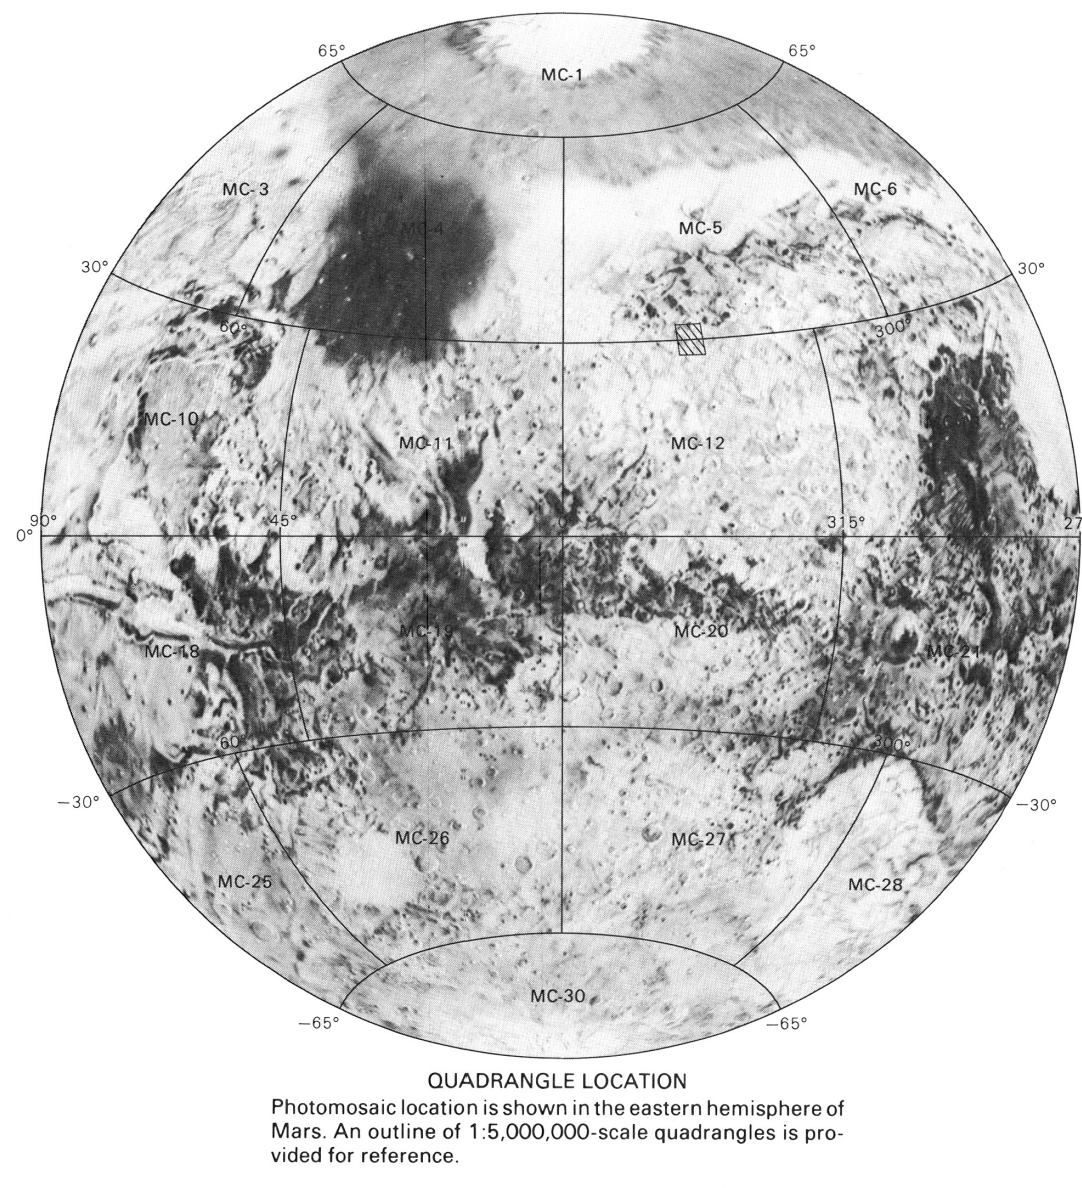 MC-1
65°
65°
MC-3
MC-6
MC-4
MC-5
30°
30°
60°
300°
MC-10
MC-11
MC-12
90°
45°
0
315°
27
0°
MC-18
MC-19
MC-20
MC-21
60°
300°
-30°
-30°
MC-26
MC-27
MC-25
MC-28
MC-30
-65°
-65°
QUADRANGLE LOCATION
Photomosaic location is shown in the eastern hemisphere of
Mars. An outline of 1:5,000,000-scale quadrangles is pro-
vided for reference.